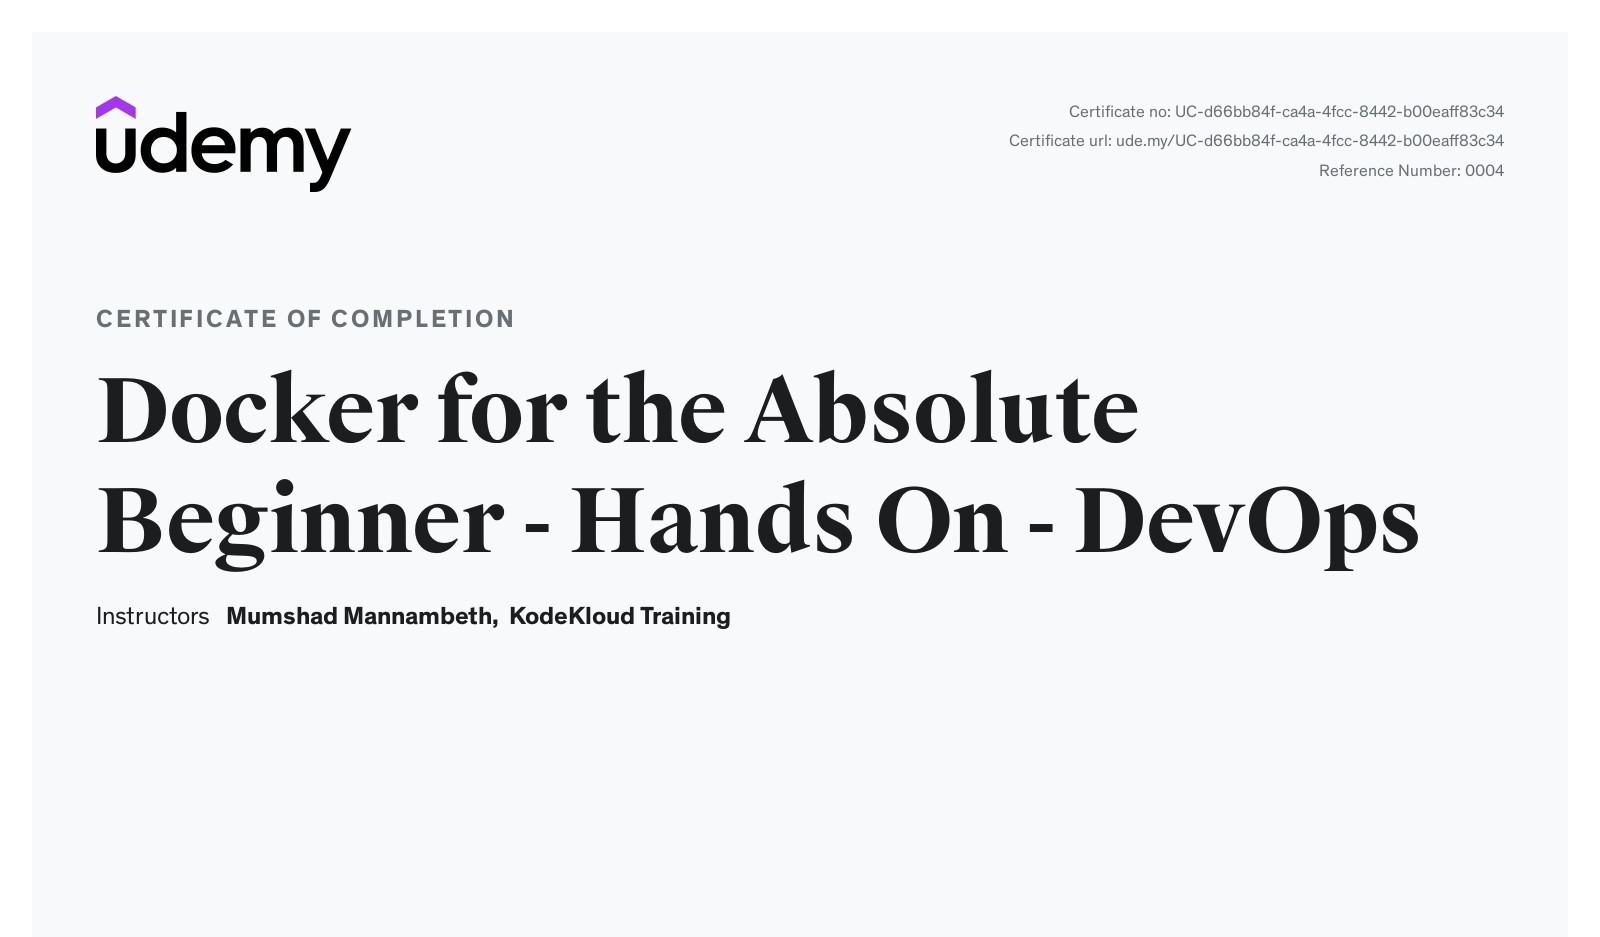 udemy
Certificate no: UC-d66bb84f-ca4a-4fcc-8442-b00eaff83c34
Certificate url: ude.my/UC-d66bb84f-ca4a-4fcc-8442-b00eaff83c34
Reference Number: 0004
CERTIFICATE OF COMPLETION
Docker for the Absolute
Beginner - Hands On - DevOps
Instructors Mumshad Mannambeth, KodeKloud Training